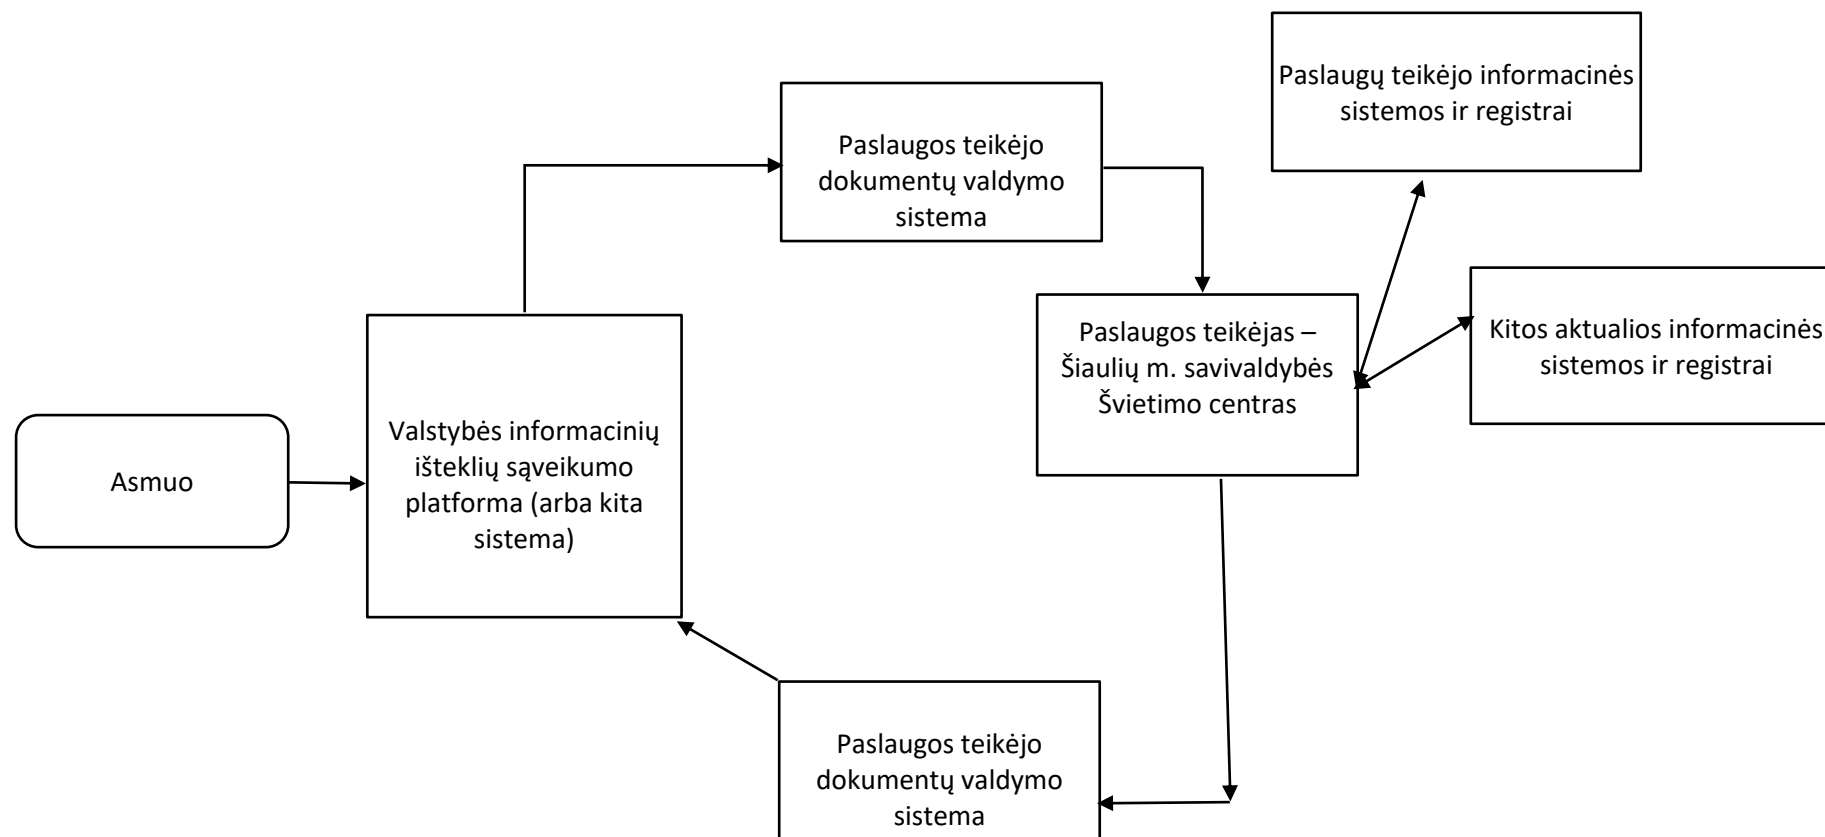 Paslaugų teikėjo informacinės
sistemos ir registrai
Paslaugos teikėjo
dokumentų valdymo
sistema
Paslaugos teikėjas –
Šiaulių m. savivaldybės
Švietimo centras
Kitos aktualios informacinės
sistemos ir registrai
Asmuo
Valstybės informacinių
išteklių sąveikumo
platforma (arba kita
sistema)
Paslaugos teikėjo
dokumentų valdymo
sistema